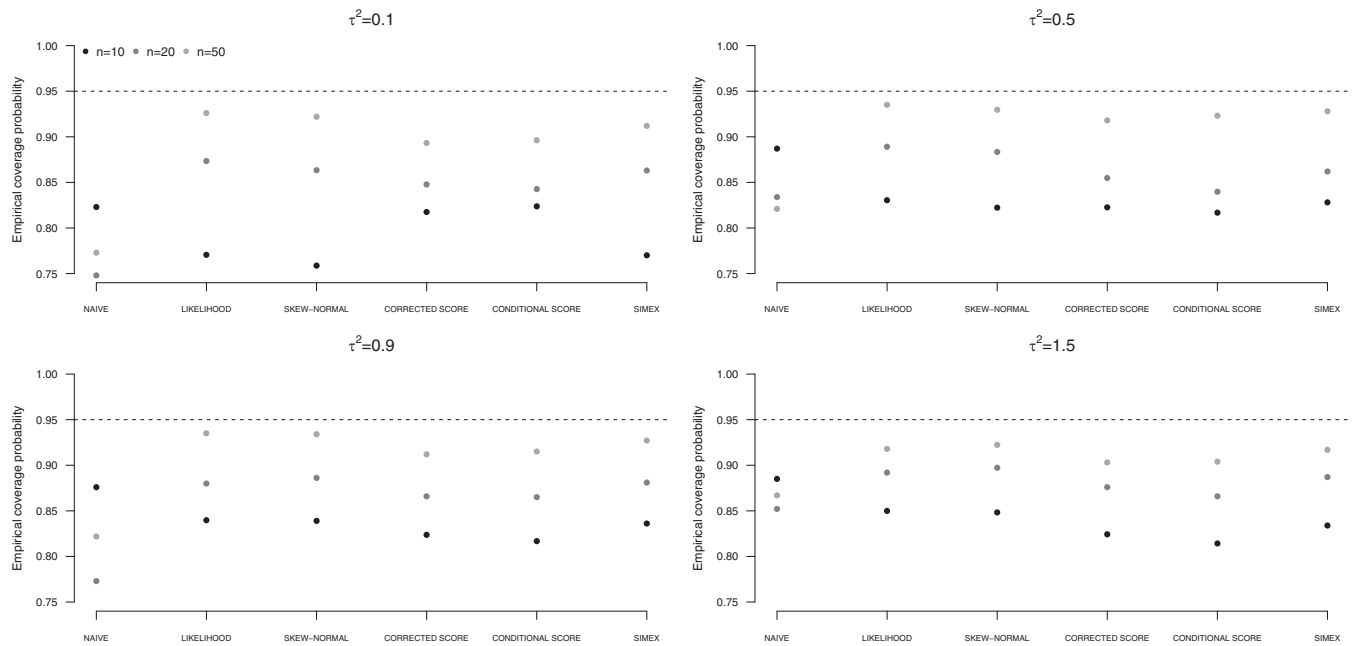 τ²=0.1
1.00
0.95
0.90
0.85
0.80
0.75
Empirical coverage probability
n=10 n=20 n=50
NAIVE LIKELIHOOD SKEW−NORMAL CORRECTED SCORE CONDITIONAL SCORE SIMEX
τ²=0.5
1.00
0.95
0.90
0.85
0.80
0.75
Empirical coverage probability
NAIVE LIKELIHOOD SKEW−NORMAL CORRECTED SCORE CONDITIONAL SCORE SIMEX
τ²=0.9
1.00
0.95
0.90
0.85
0.80
0.75
Empirical coverage probability
NAIVE LIKELIHOOD SKEW−NORMAL CORRECTED SCORE CONDITIONAL SCORE SIMEX
τ²=1.5
1.00
0.95
0.90
0.85
0.80
0.75
Empirical coverage probability
NAIVE LIKELIHOOD SKEW−NORMAL CORRECTED SCORE CONDITIONAL SCORE SIMEX